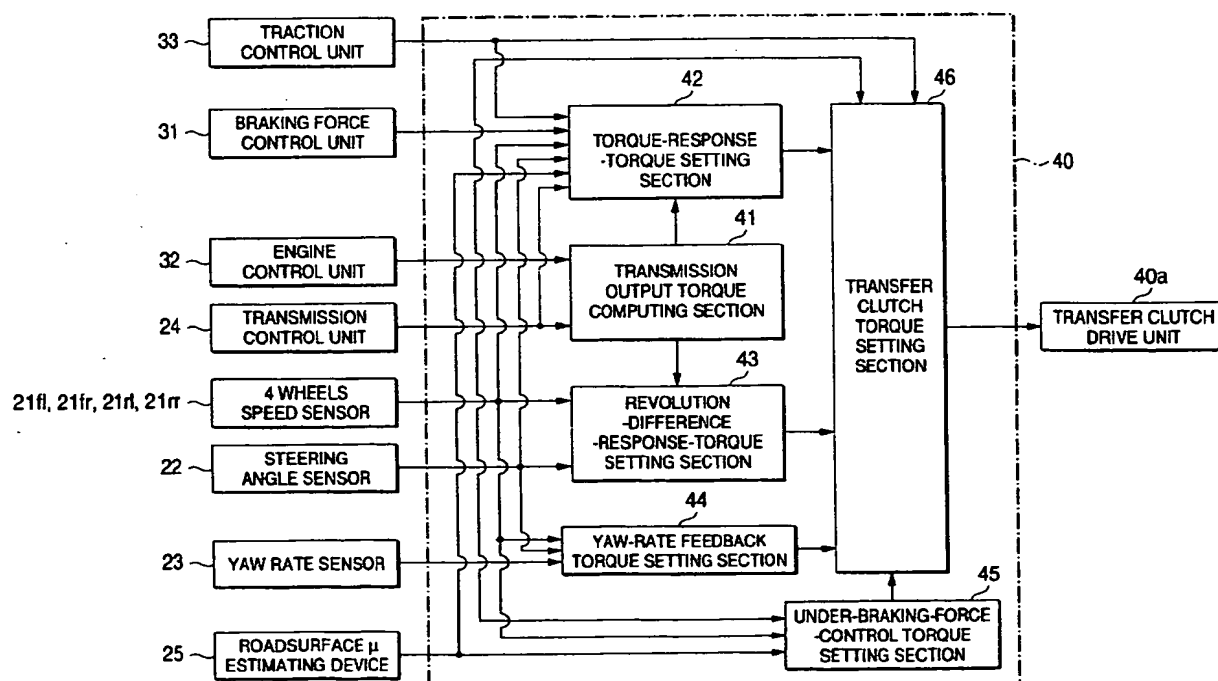 33
TRACTION
CONTROL UNIT
31
BRAKING FORCE
CONTROL UNIT
32
ENGINE
CONTROL UNIT
24
TRANSMISSION
CONTROL UNIT
21fl, 21fr, 21rl, 21rr
4 WHEELS
SPEED SENSOR
22
STEERING
ANGLE SENSOR
23
YAW RATE SENSOR
25
ROADSURFACE μ
ESTIMATING DEVICE
42
TORQUE-RESPONSE
-TORQUE SETTING
SECTION
41
TRANSMISSION
OUTPUT TORQUE
COMPUTING SECTION
43
REVOLUTION
-DIFFERENCE
-RESPONSE-TORQUE
SETTING SECTION
44
YAW-RATE FEEDBACK
TORQUE SETTING SECTION
45
UNDER-BRAKING-FORCE
-CONTROL TORQUE
SETTING SECTION
46
TRANSFER
CLUTCH
TORQUE
SETTING
SECTION
40
40a
TRANSFER CLUTCH
DRIVE UNIT